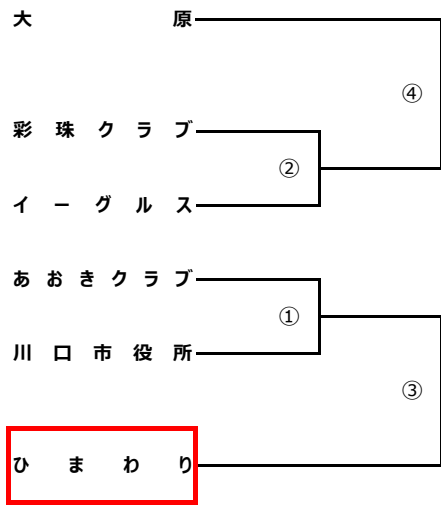 大原
④
彩珠クラブ
②
イーグルス
あおきクラブ
①
川口市役所
③
ひまわり